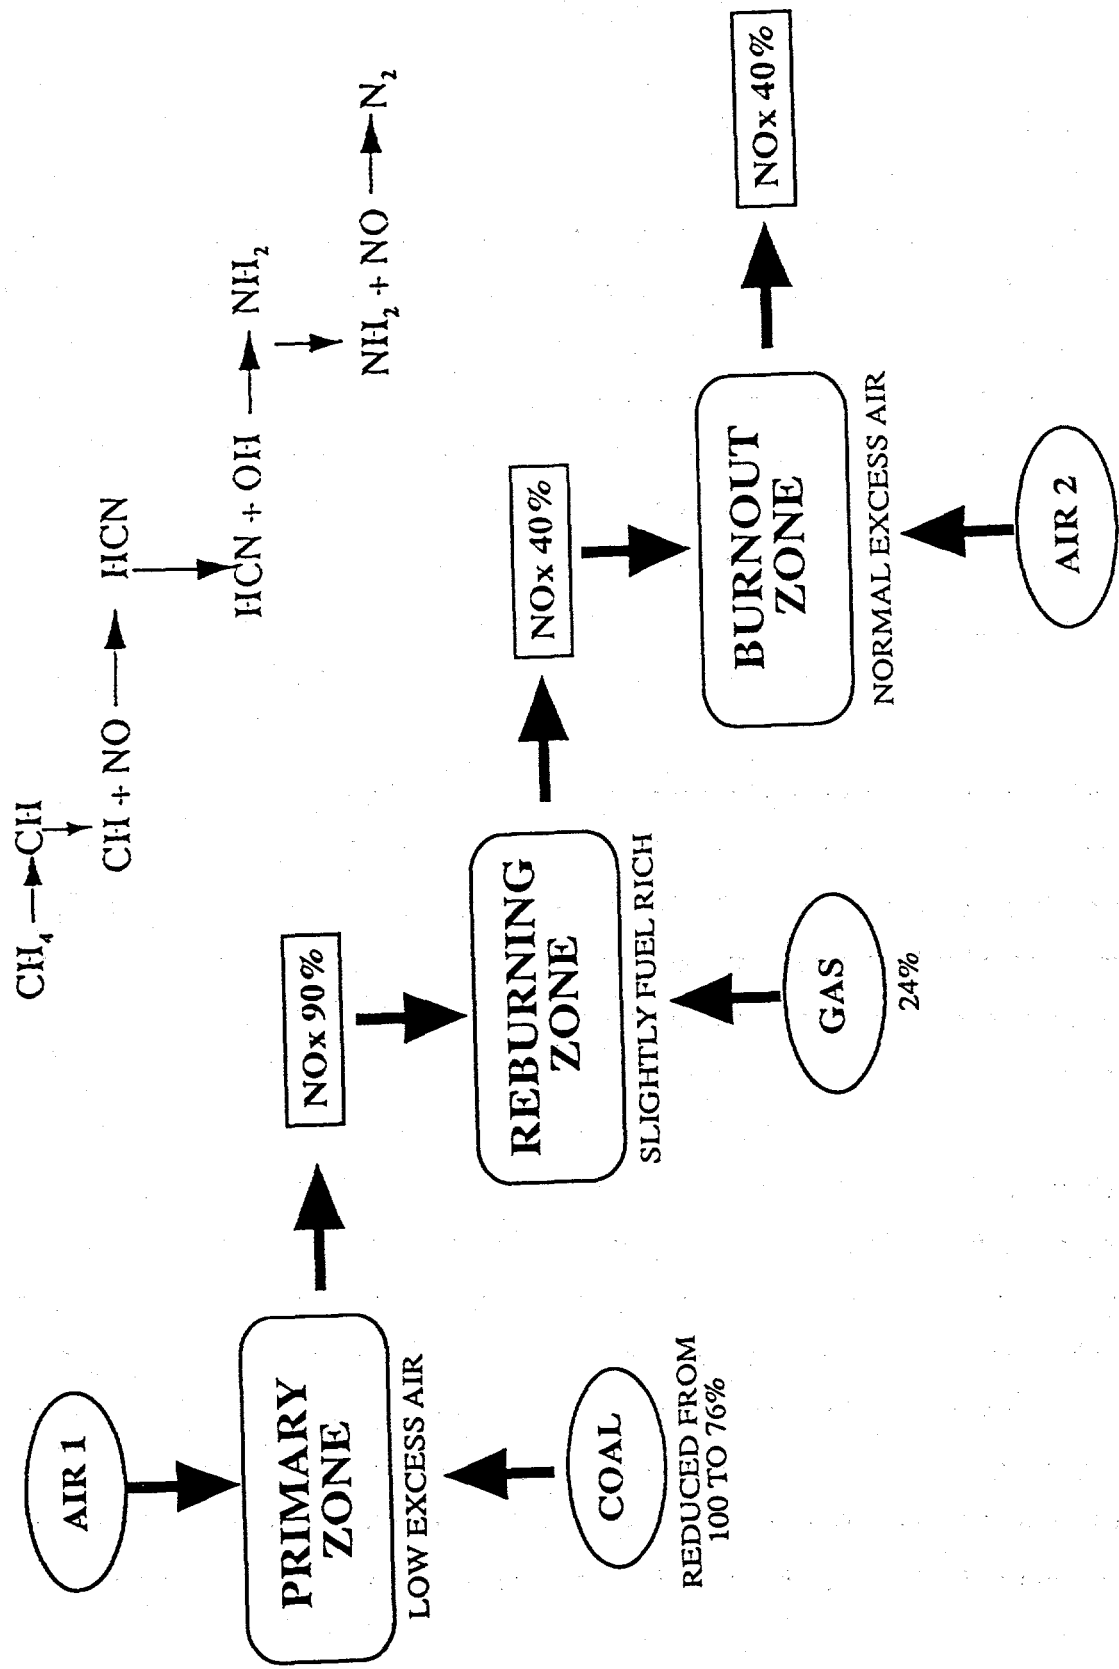 CH₄ → CH
CH + NO → HCN
HCN + OH → NH₂
NH₂ + NO → N₂
AIR 1
PRIMARY
ZONE
LOW EXCESS AIR
COAL
REDUCED FROM
100 TO 76%
NOx 90%
REBURNING
ZONE
SLIGHTLY FUEL RICH
GAS
24%
NOx 40%
BURNOUT
ZONE
NORMAL EXCESS AIR
AIR 2
NOx 40%